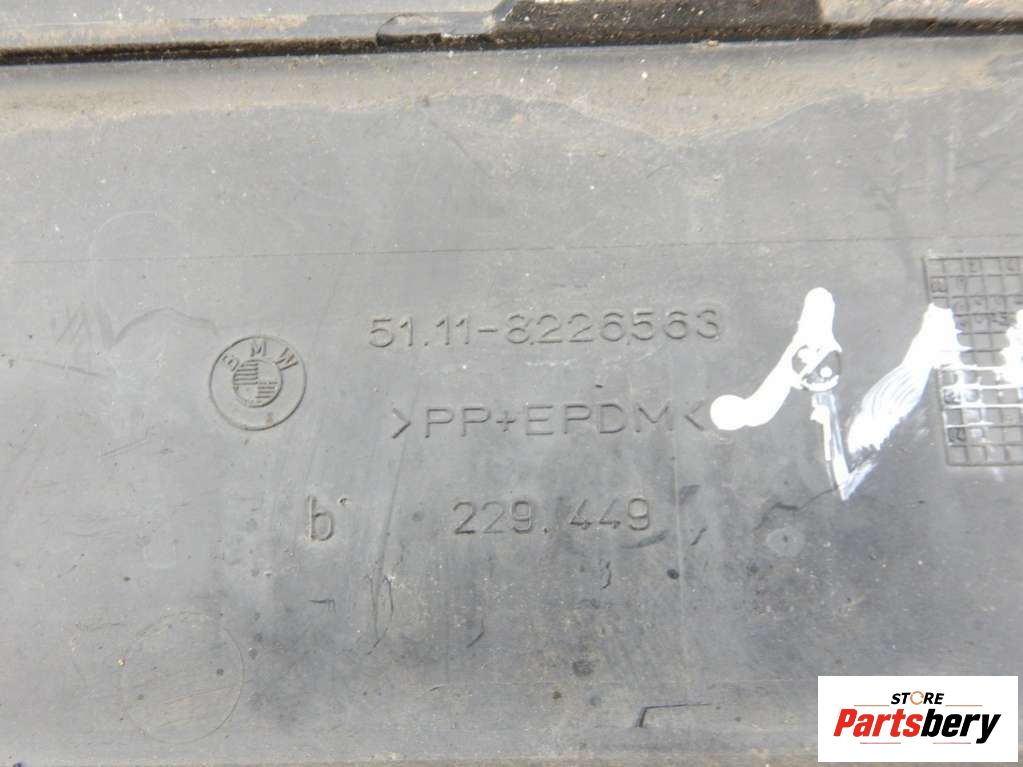 51.11-8226563
BMW
>PP+EPDM<
b 229.449
STORE
Partsbery